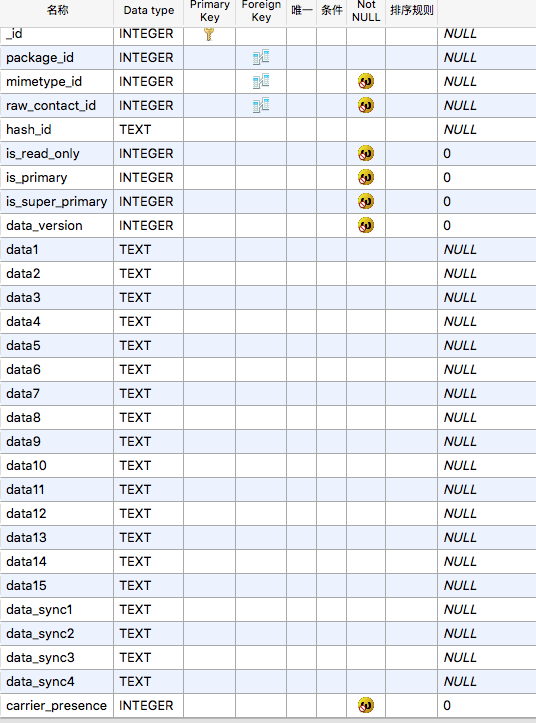 名称 Data type Primary Key Foreign Key 唯一 条件 Not NULL 排序规则
_id INTEGER NULL
package_id INTEGER NULL
mimetype_id INTEGER NULL
raw_contact_id INTEGER NULL
hash_id TEXT NULL
is_read_only INTEGER 0
is_primary INTEGER 0
is_super_primary INTEGER 0
data_version INTEGER 0
data1 TEXT NULL
data2 TEXT NULL
data3 TEXT NULL
data4 TEXT NULL
data5 TEXT NULL
data6 TEXT NULL
data7 TEXT NULL
data8 TEXT NULL
data9 TEXT NULL
data10 TEXT NULL
data11 TEXT NULL
data12 TEXT NULL
data13 TEXT NULL
data14 TEXT NULL
data15 TEXT NULL
data_sync1 TEXT NULL
data_sync2 TEXT NULL
data_sync3 TEXT NULL
data_sync4 TEXT NULL
carrier_presence INTEGER 0